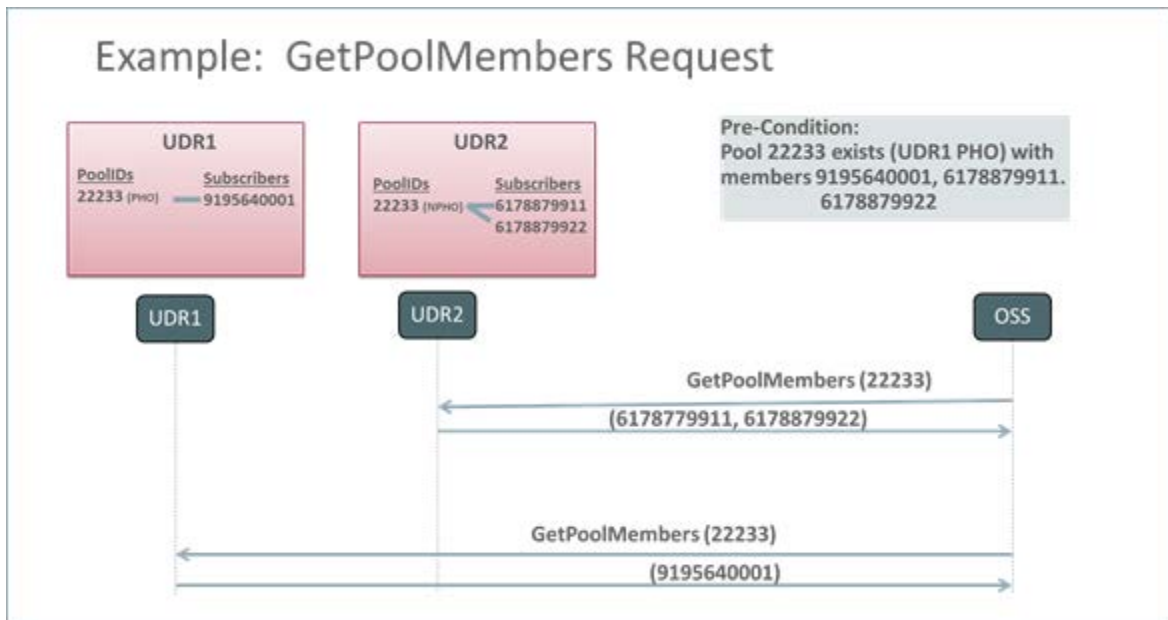 Example: GetPoolMembers Request
UDR1
PoolIDs Subscribers
22233 (PHO) 9195640001
UDR2
PoolIDs Subscribers
22233 (NPHO) 6178879911
6178879922
Pre-Condition:
Pool 22233 exists (UDR1 PHO) with
members 9195640001, 6178879911.
6178879922
UDR1
UDR2
OSS
GetPoolMembers (22233)
(6178779911, 6178879922)
GetPoolMembers (22233)
(9195640001)